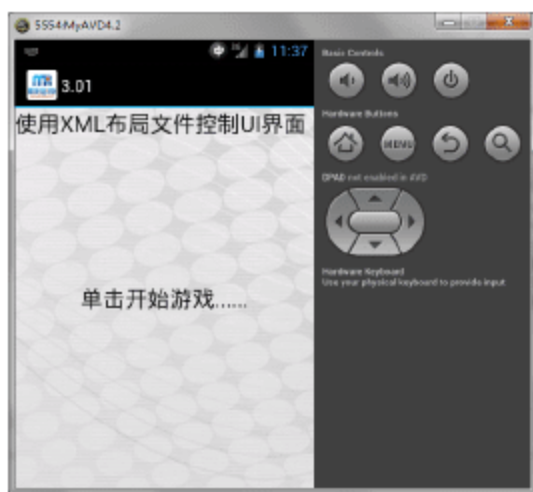 5554:MyAVD4.2
11:37
3.01
使用XML布局文件控制UI界面
单击开始游戏......
Basic Controls
Hardware Buttons
MENU
DPAD not enabled in AVD
Hardware Keyboard
Use your physical keyboard to provide input